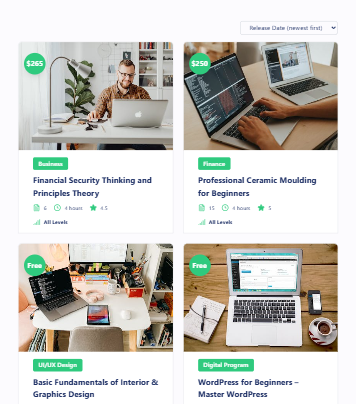 Release Date (newest first)
$265
$250
Business
Finance
Financial Security Thinking and
Principles Theory
Professional Ceramic Moulding
for Beginners
6 4 hours 4.5
15 4 hours 5
All Levels
All Levels
Free
Free
UI/UX Design
Digital Program
Basic Fundamentals of Interior &
Graphics Design
WordPress for Beginners –
Master WordPress